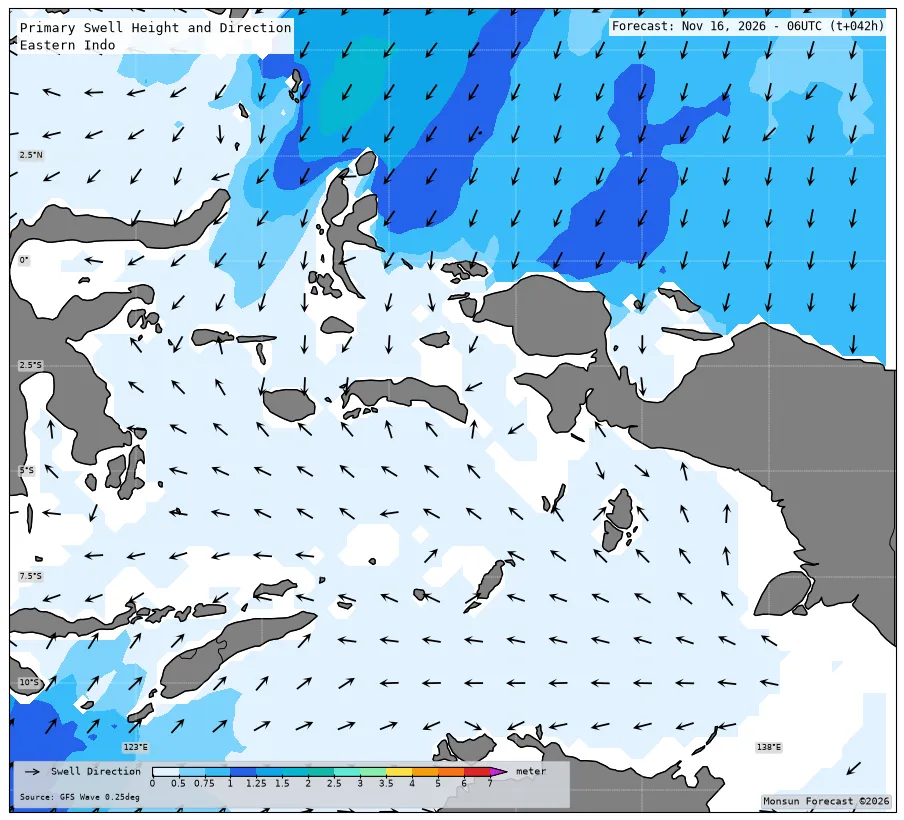 Primary Swell Height and Direction
Eastern Indo
Forecast: Nov 16, 2026 - 06UTC (t+042h)
2.5°N
0°
2.5°S
5°S
7.5°S
10°S
123°E
138°E
Swell Direction
meter
0 0.5 0.75 1 1.25 1.5 2 2.5 3 3.5 4 5 6 7
Source: GFS Wave 0.25deg
Monsun Forecast ©2026